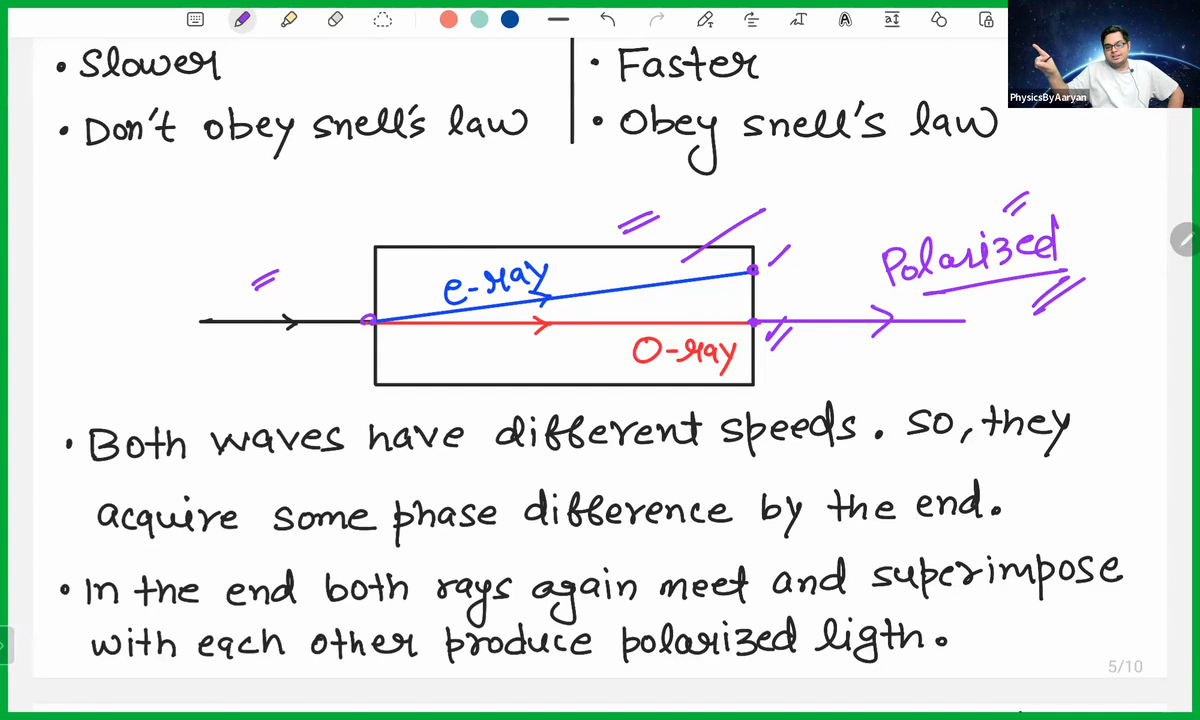 • Slower
• Faster
• Don't obey snell's law
• Obey snell's law
PhysicsByAaryan
e-ray
O-ray
Polarized
• Both waves have different speeds. so, they
acquire some phase difference by the end.
• In the end both rays again meet and superimpose
with each other produce polarized ligth.
5/10